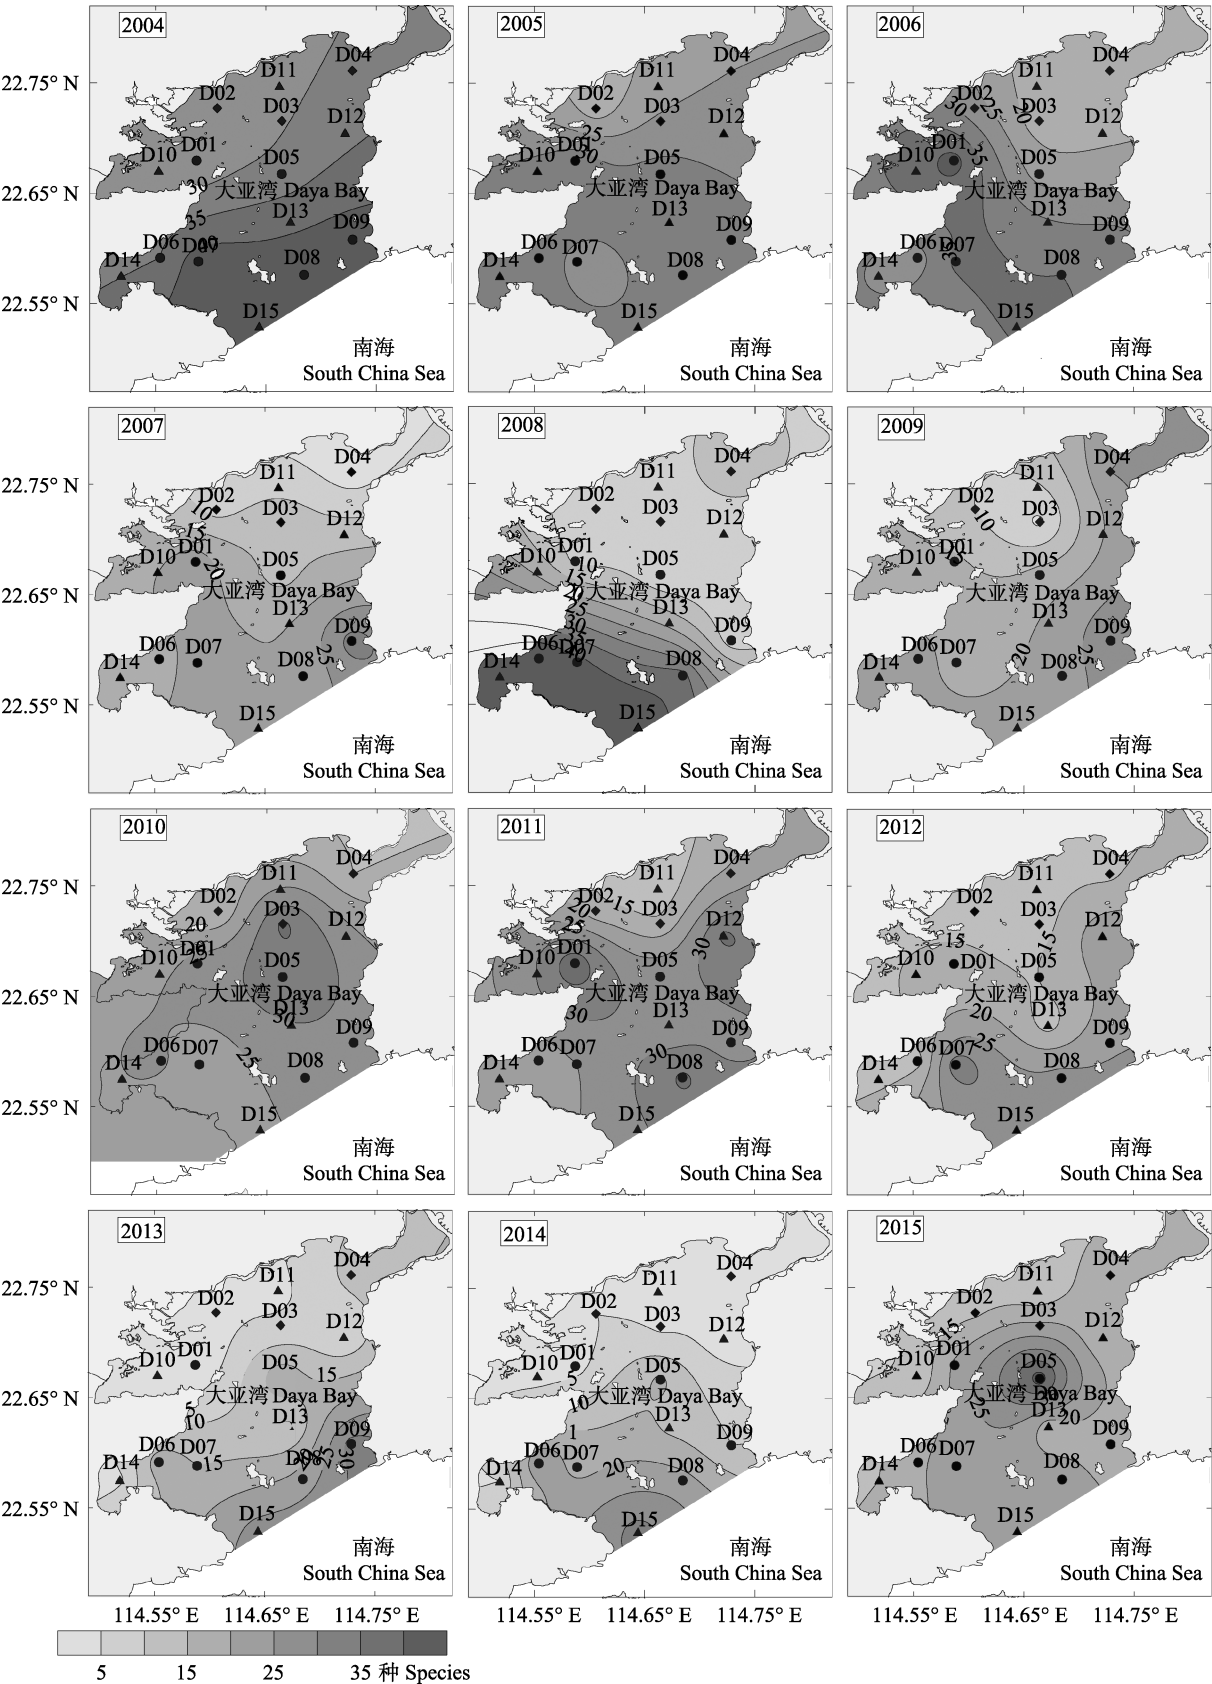 2004
D04
D11
22.75° N
D02
D03
D12
D01
D10
D05
22.65° N
30
大亚湾 Daya Bay
35
D13
D09
D06
D07
40
D14
D08
22.55° N
D15
南海
South China Sea
2005
D04
D11
D02
D03
D12
25
D01
30
D10
D05
大亚湾 Daya Bay
D13
D09
D06
D07
D08
D14
D15
南海
South China Sea
2006
D04
D11
D02
30
25
20
D03
D12
D01
D10
35
D05
大亚湾 Daya Bay
D13
D09
D06
D07
35
D14
D08
D15
南海
South China Sea
2007
D04
D11
22.75° N
D02
10
D03
D12
15
D01
D10
D05
20
22.65° N
大亚湾 Daya Bay
D13
D09
D06
D07
D14
D08
25
22.55° N
D15
南海
South China Sea
2008
D04
D11
D02
D03
D12
D01
D10
10
D05
15
20
大亚湾 Daya Bay
25
D13
30
D09
35
D06
D07
40
D14
D08
D15
南海
South China Sea
2009
D04
D11
D02
10
D03
D12
D01
15
D10
D05
大亚湾 Daya Bay
D13
D09
D06
D07
20
25
D14
D08
D15
南海
South China Sea
2010
D04
D11
22.75° N
D02
D03
D12
20
D01
25
D10
D05
22.65° N
大亚湾 Daya Bay
D13
30
D09
D06
D07
25
D14
D08
22.55° N
D15
南海
South China Sea
2011
D04
D11
D02
20
15
D03
D12
25
D01
30
D10
D05
大亚湾 Daya Bay
30
D13
D09
D06
D07
30
D14
D08
D15
南海
South China Sea
2012
D04
D11
D02
D03
D12
15
15
D10
D01
D05
大亚湾 Daya Bay
20
D13
D09
D06
D07
25
D14
D08
D15
南海
South China Sea
2013
D04
D11
22.75° N
D02
D03
D12
D01
D10
D05
15
22.65° N
大亚湾 Daya Bay
5
10
D13
D09
D06
D07
15
D08
20
25
30
D14
22.55° N
D15
南海
South China Sea
2014
D04
D11
D02
D03
D12
D01
D10
D05
5
大亚湾 Daya Bay
10
D13
1
D09
D06
D07
D14
20
D08
D15
南海
South China Sea
2015
D04
D11
D02
D03
15
D12
D01
D10
D05
大亚湾 Daya Bay
30
25
D13
20
D09
D06
D07
D14
D08
D15
南海
South China Sea
114.55° E 114.65° E 114.75° E
114.55° E 114.65° E 114.75° E
114.55° E 114.65° E 114.75° E
5 15 25 35 种 Species